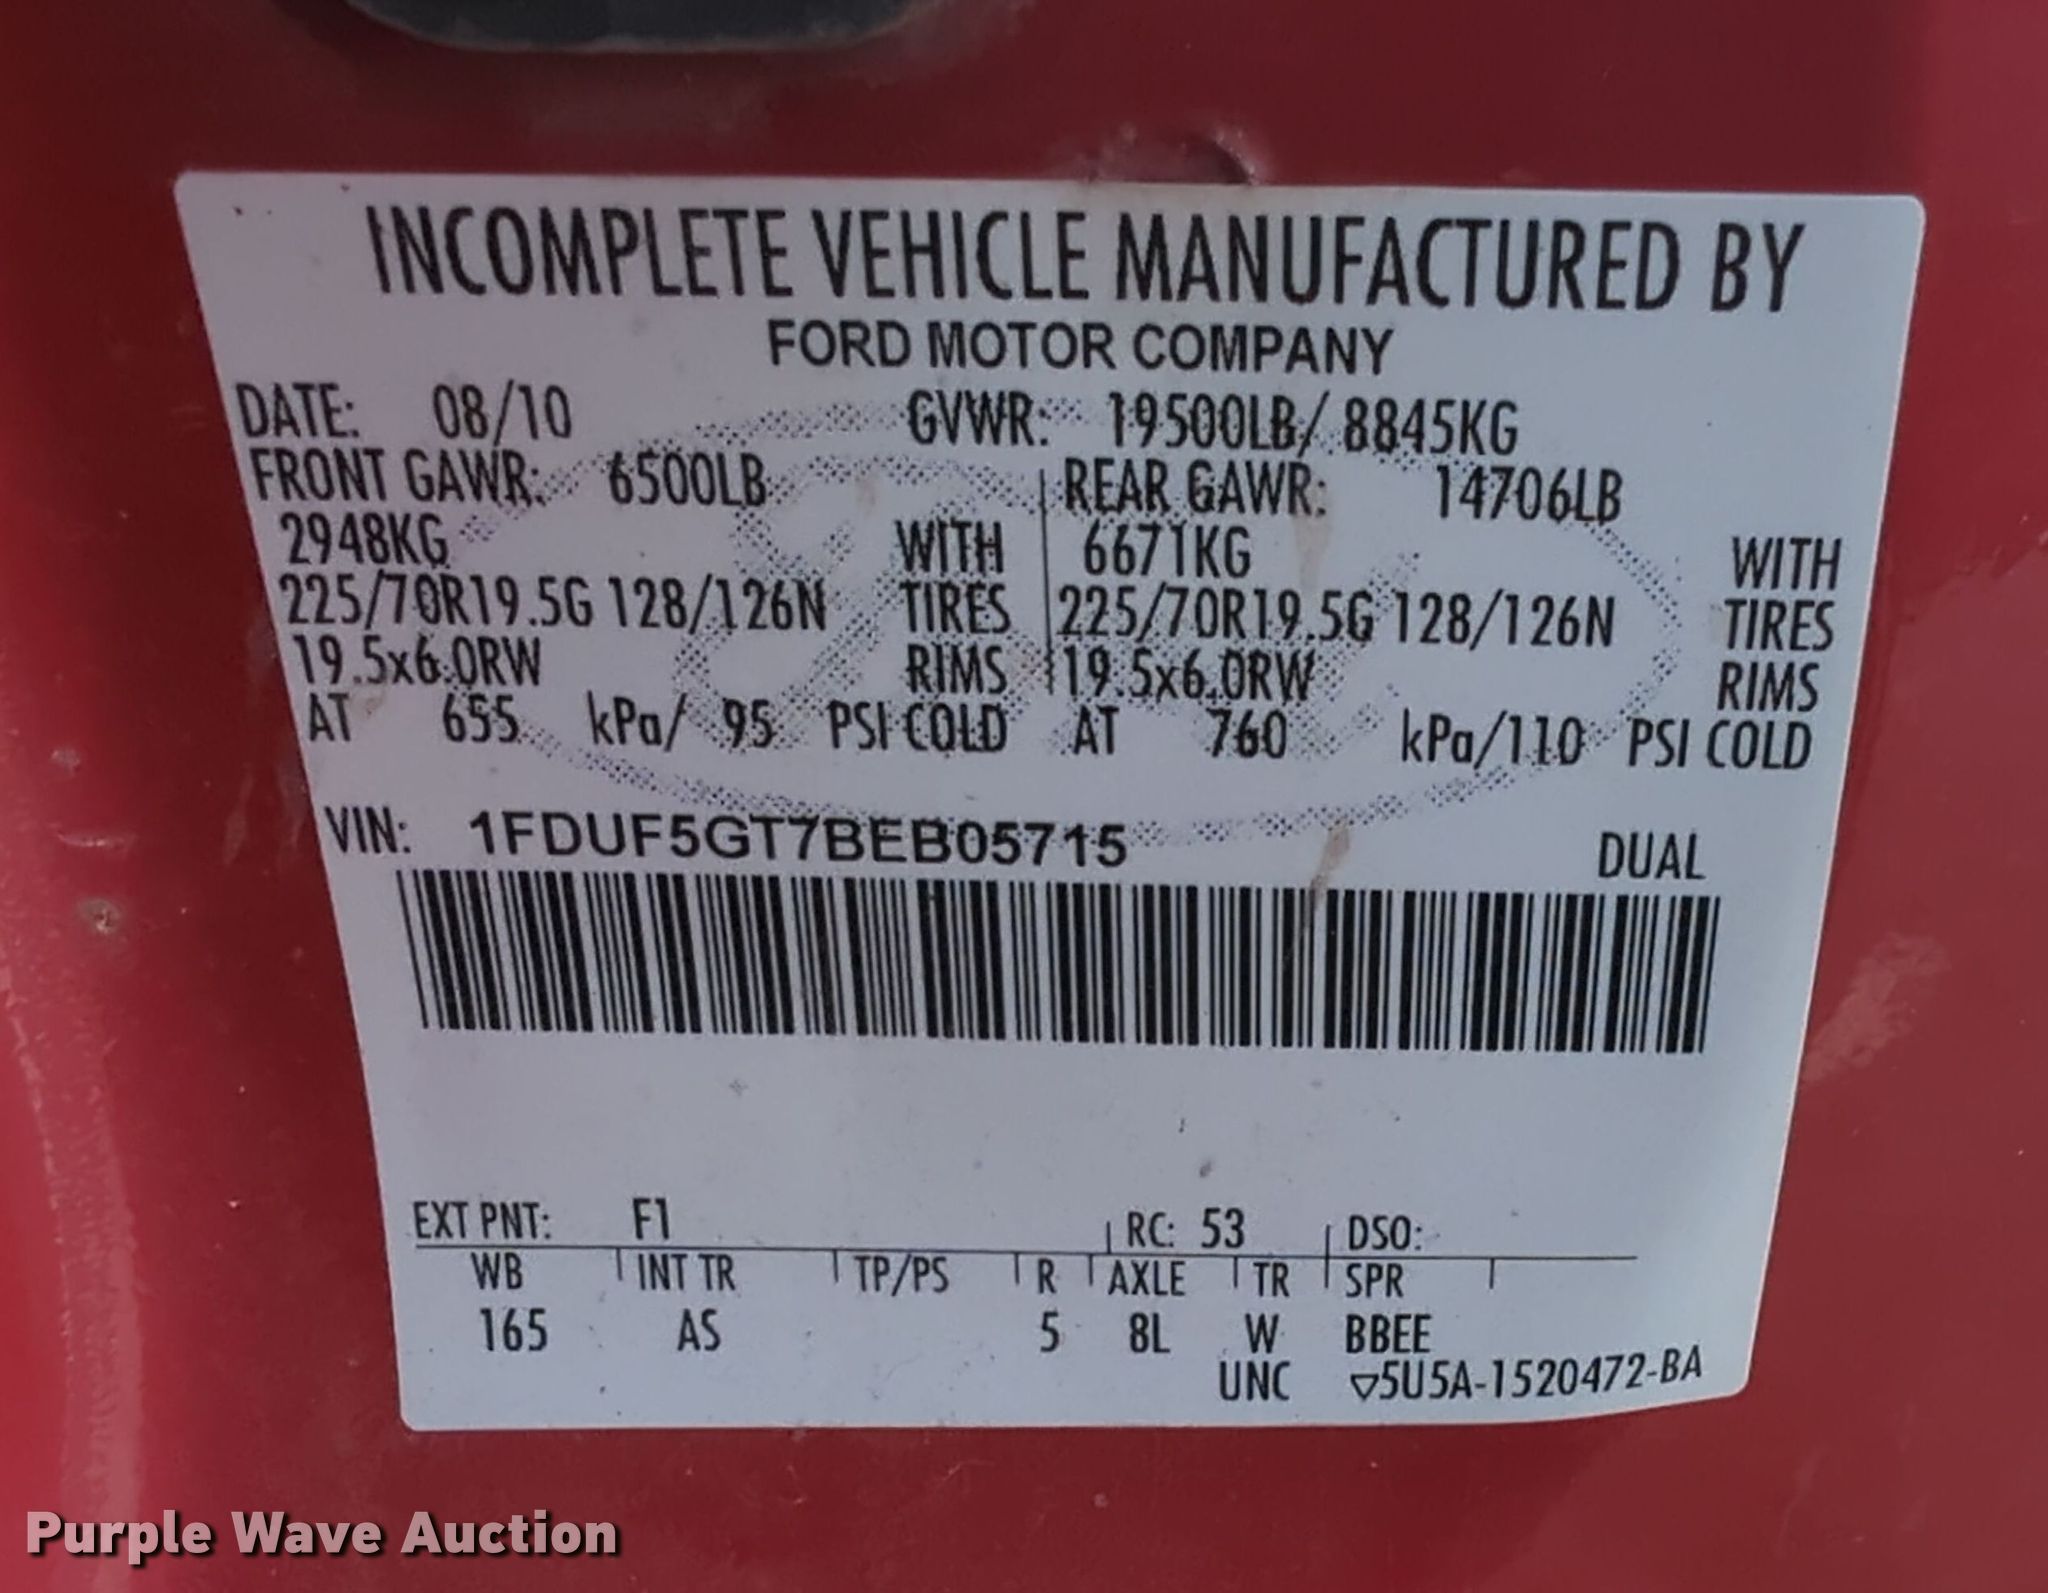 INCOMPLETE VEHICLE MANUFACTURED BY
FORD MOTOR COMPANY
DATE: 08/10 GVWR: 19500LB/ 8845KG
FRONT GAWR: 6500LB REAR GAWR: 14706LB
2948KG WITH 6671KG WITH
225/70R19.5G 128/126N TIRES 225/70R19.5G 128/126N TIRES
19.5x6.0RW RIMS 19.5x6.0RW RIMS
AT 655 kPa/ 95 PSI COLD AT 760 kPa/110 PSI COLD
VIN: 1FDUF5GT7BEB05715 DUAL
EXT PNT: F1 RC: 53 DSO:
WB INT TR TP/PS R AXLE TR SPR
165 AS 5 8L W BBEE
UNC ▽5U5A-1520472-BA
Purple Wave Auction